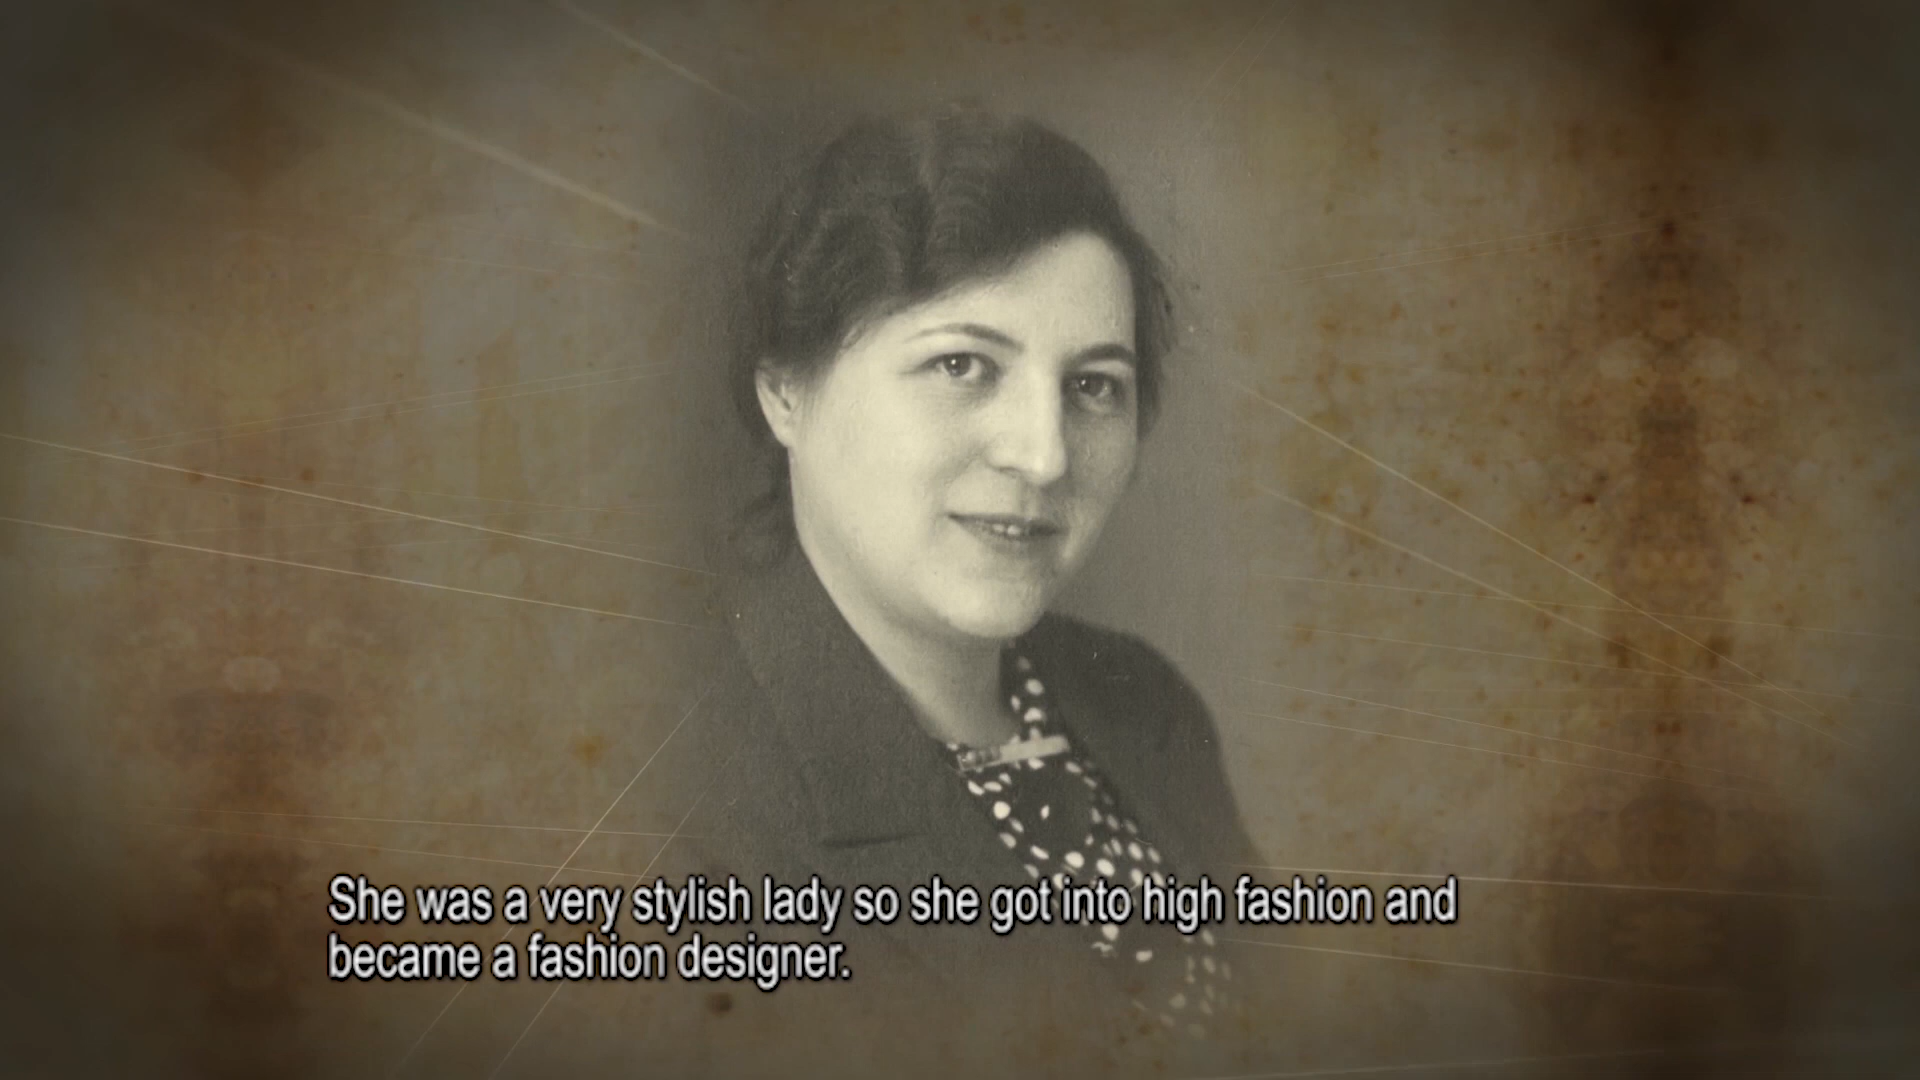 She was a very stylish lady so she got into high fashion and
became a fashion designer.